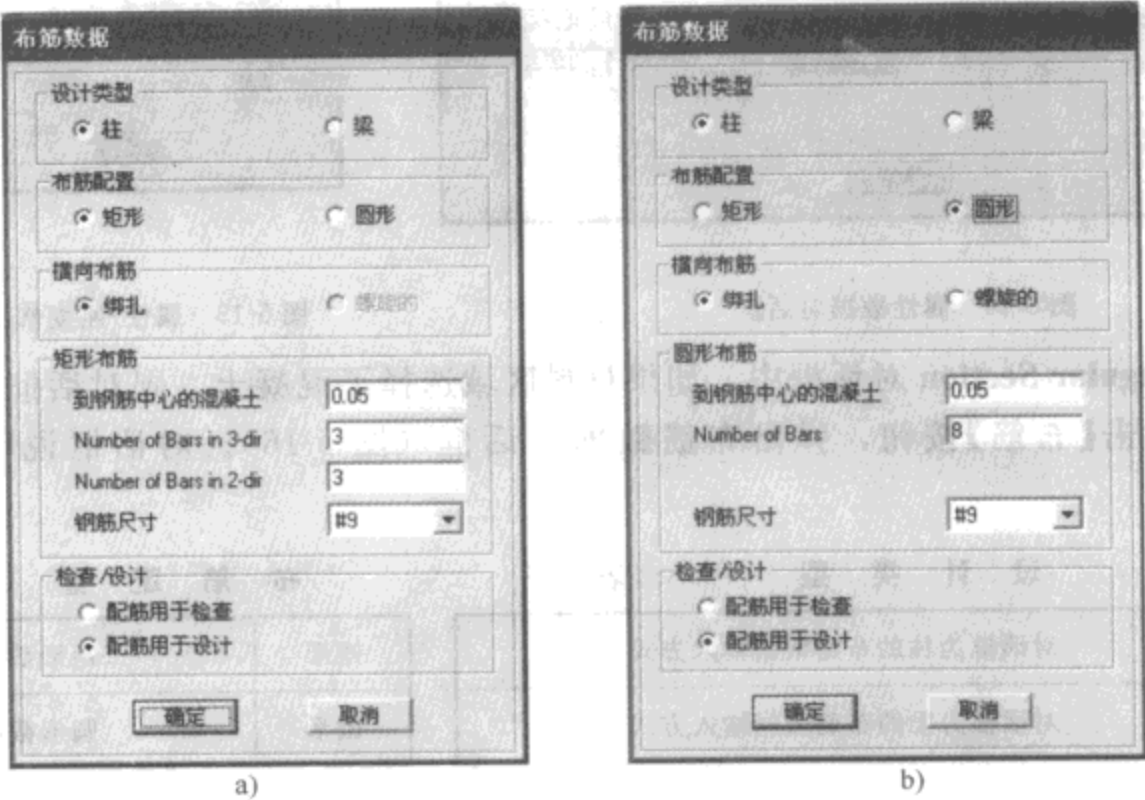 布筋数据
设计类型
柱 梁
布筋配置
矩形 圆形
横向布筋
绑扎 螺旋的
矩形布筋
到钢筋中心的混凝土 0.05
Number of Bars in 3-dir 3
Number of Bars in 2-dir 3
钢筋尺寸 #9
检查/设计
配筋用于检查
配筋用于设计
确定 取消
a)
布筋数据
设计类型
柱 梁
布筋配置
矩形 圆形
横向布筋
绑扎 螺旋的
圆形布筋
到钢筋中心的混凝土 0.05
Number of Bars 8
钢筋尺寸 #9
检查/设计
配筋用于检查
配筋用于设计
确定 取消
b)